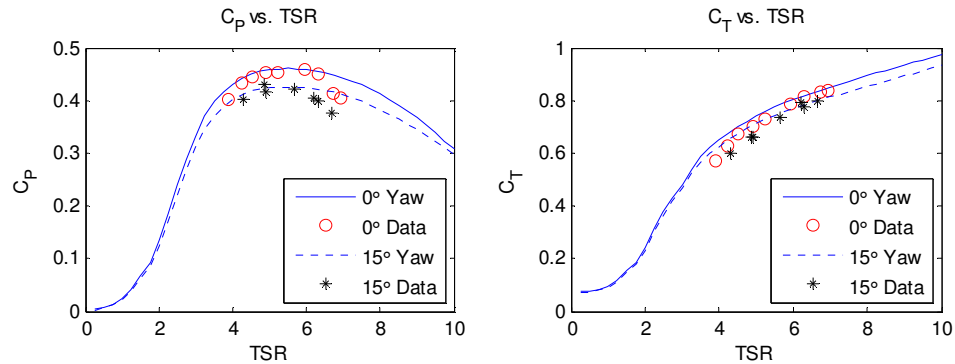 C_P vs. TSR
0.5
0.4
0.3
0.2
0.1
0
C_P
0 2 4 6 8 10
TSR
0° Yaw
0° Data
15° Yaw
15° Data
C_T vs. TSR
1
0.8
0.6
0.4
0.2
0
C_T
0 2 4 6 8 10
TSR
0° Yaw
0° Data
15° Yaw
15° Data